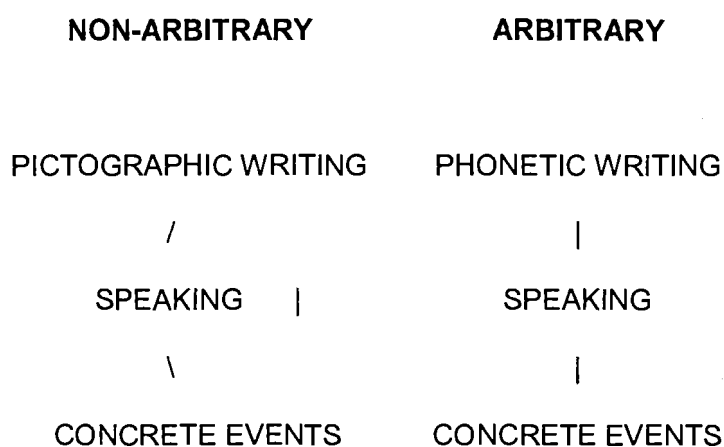 NON-ARBITRARY ARBITRARY
PICTOGRAPHIC WRITING PHONETIC WRITING
/ |
SPEAKING | SPEAKING
\ |
CONCRETE EVENTS CONCRETE EVENTS